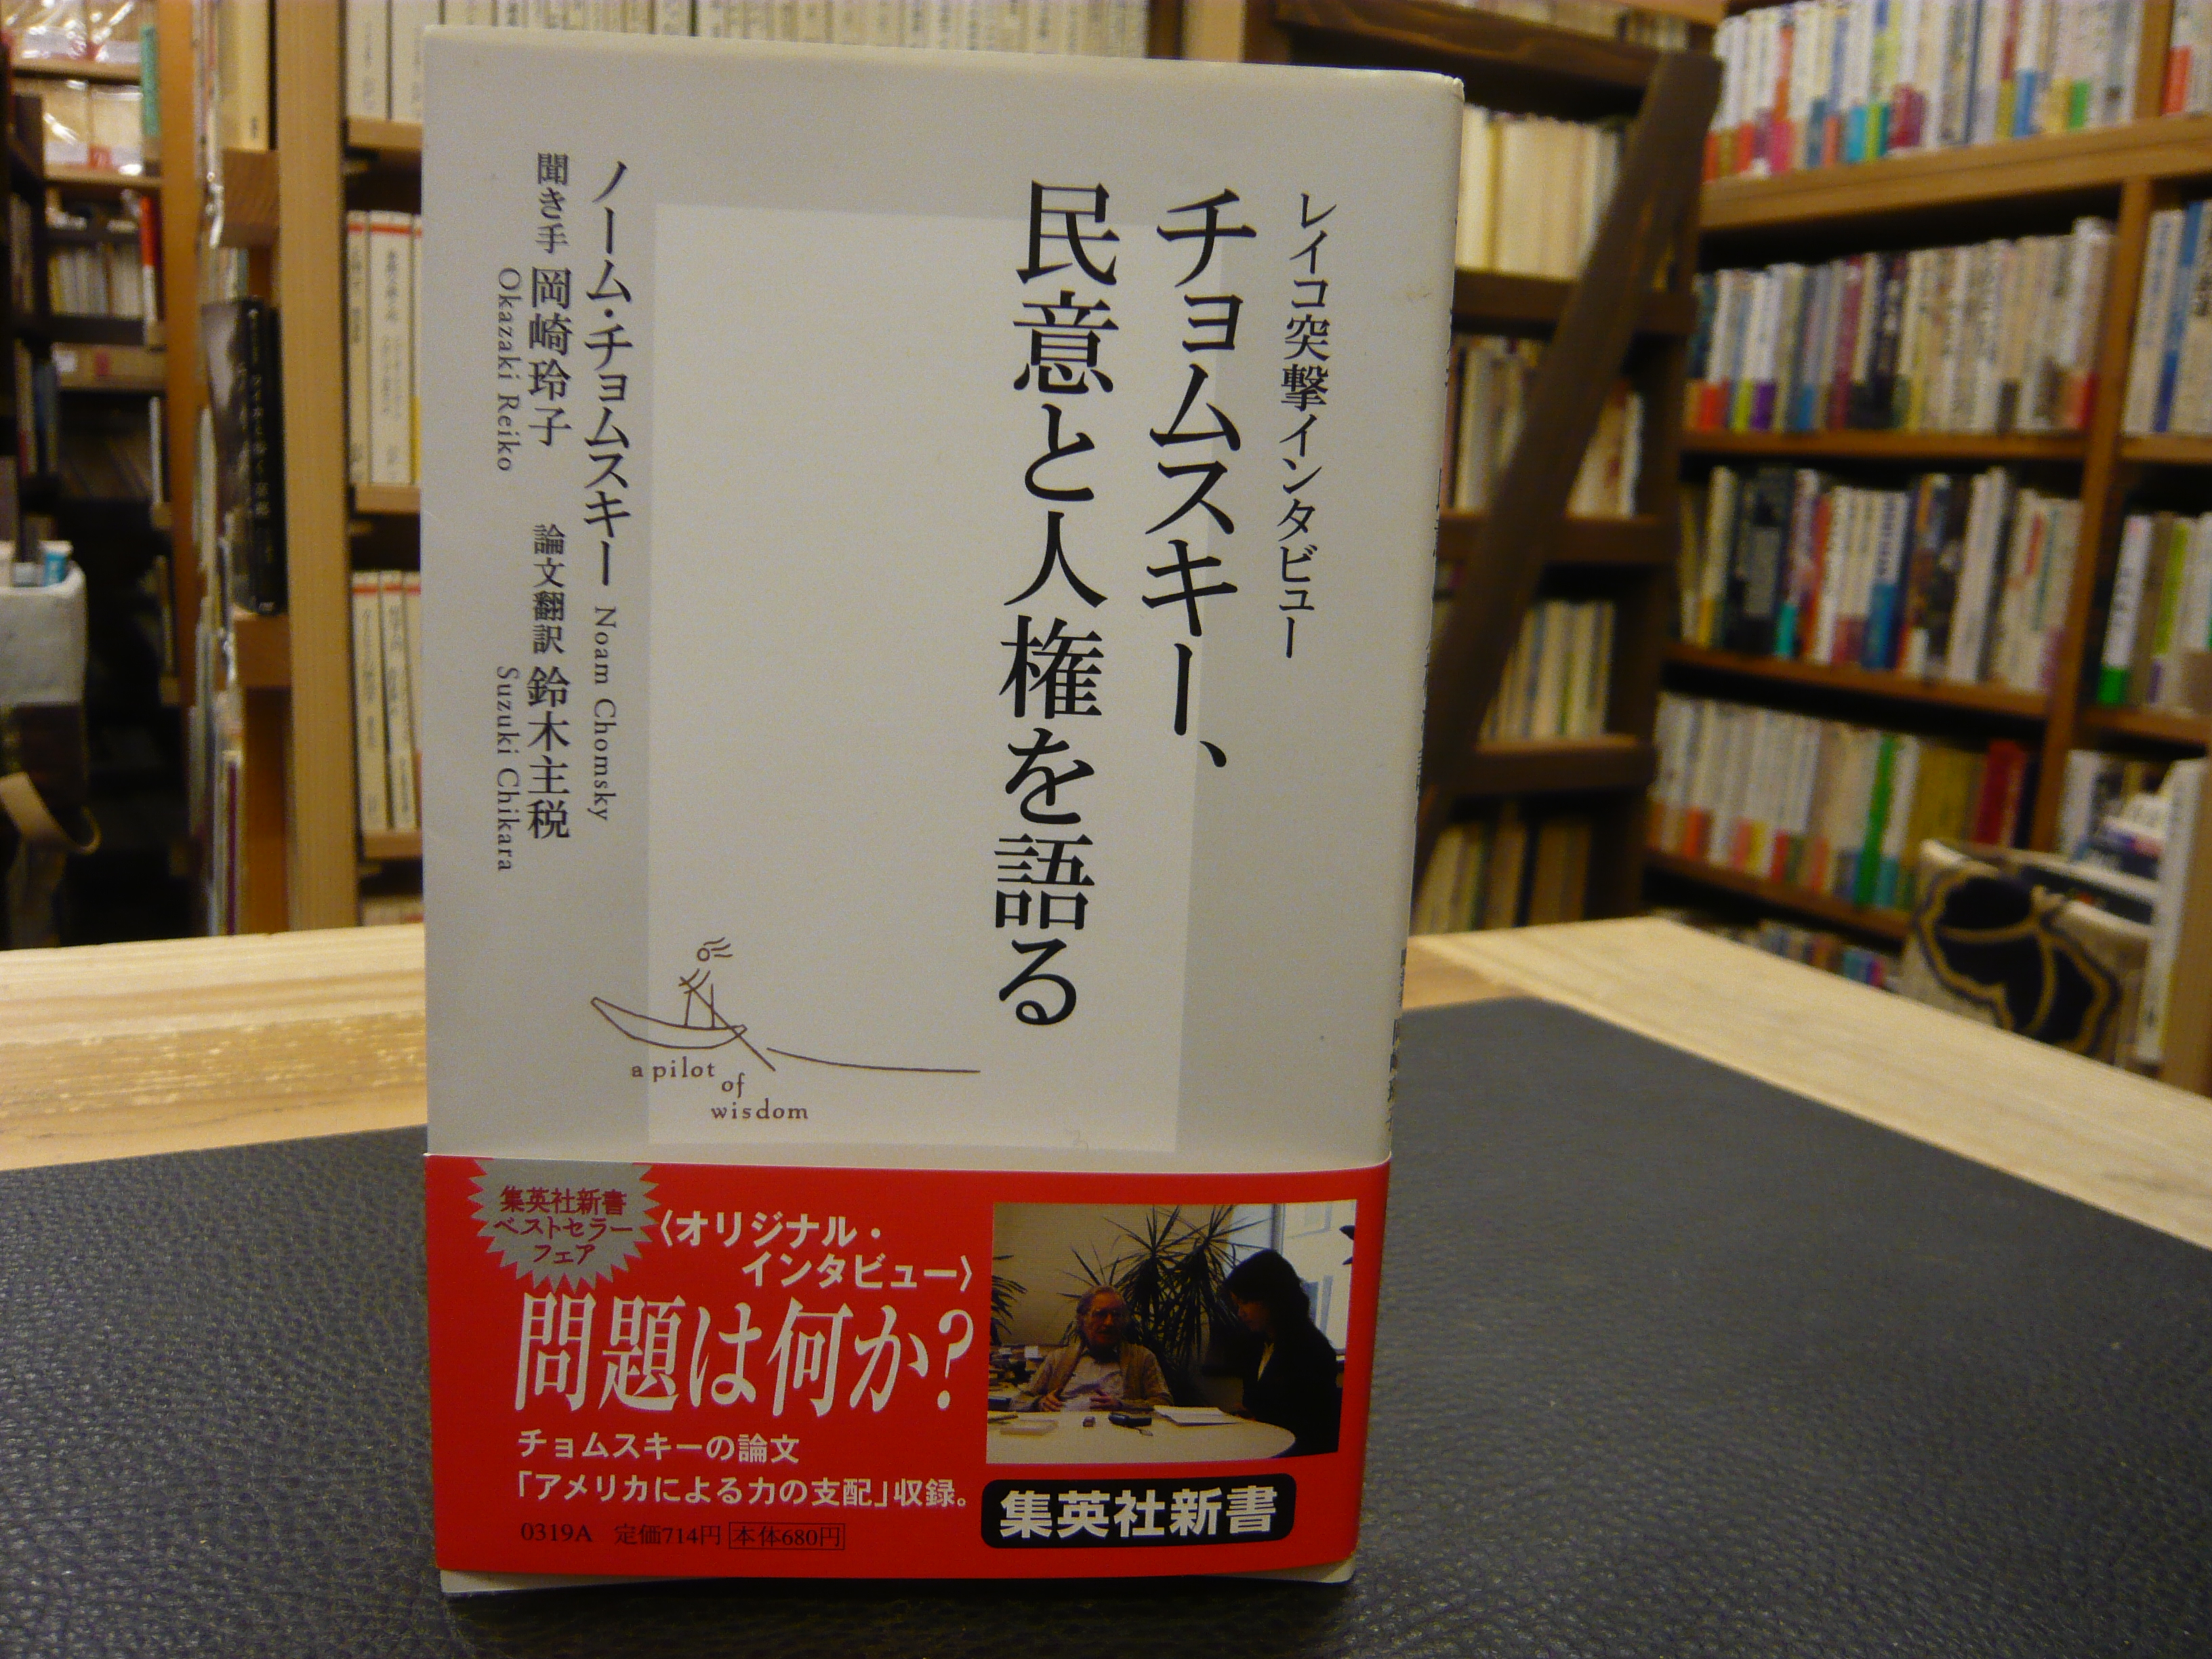 レイコ突撃インタビュー
チョムスキー、
民意と人権を語る
ノーム・チョムスキー Noam Chomsky
聞き手 岡崎玲子 論文翻訳 鈴木主税
Okazaki Reiko Suzuki Chikara
a pilot
of
wisdom
集英社新書
ベストセラー
フェア
〈オリジナル・
インタビュー〉
問題は何か?
チョムスキーの論文
「アメリカによる力の支配」収録。
0319A 定価714円 本体680円
集英社新書